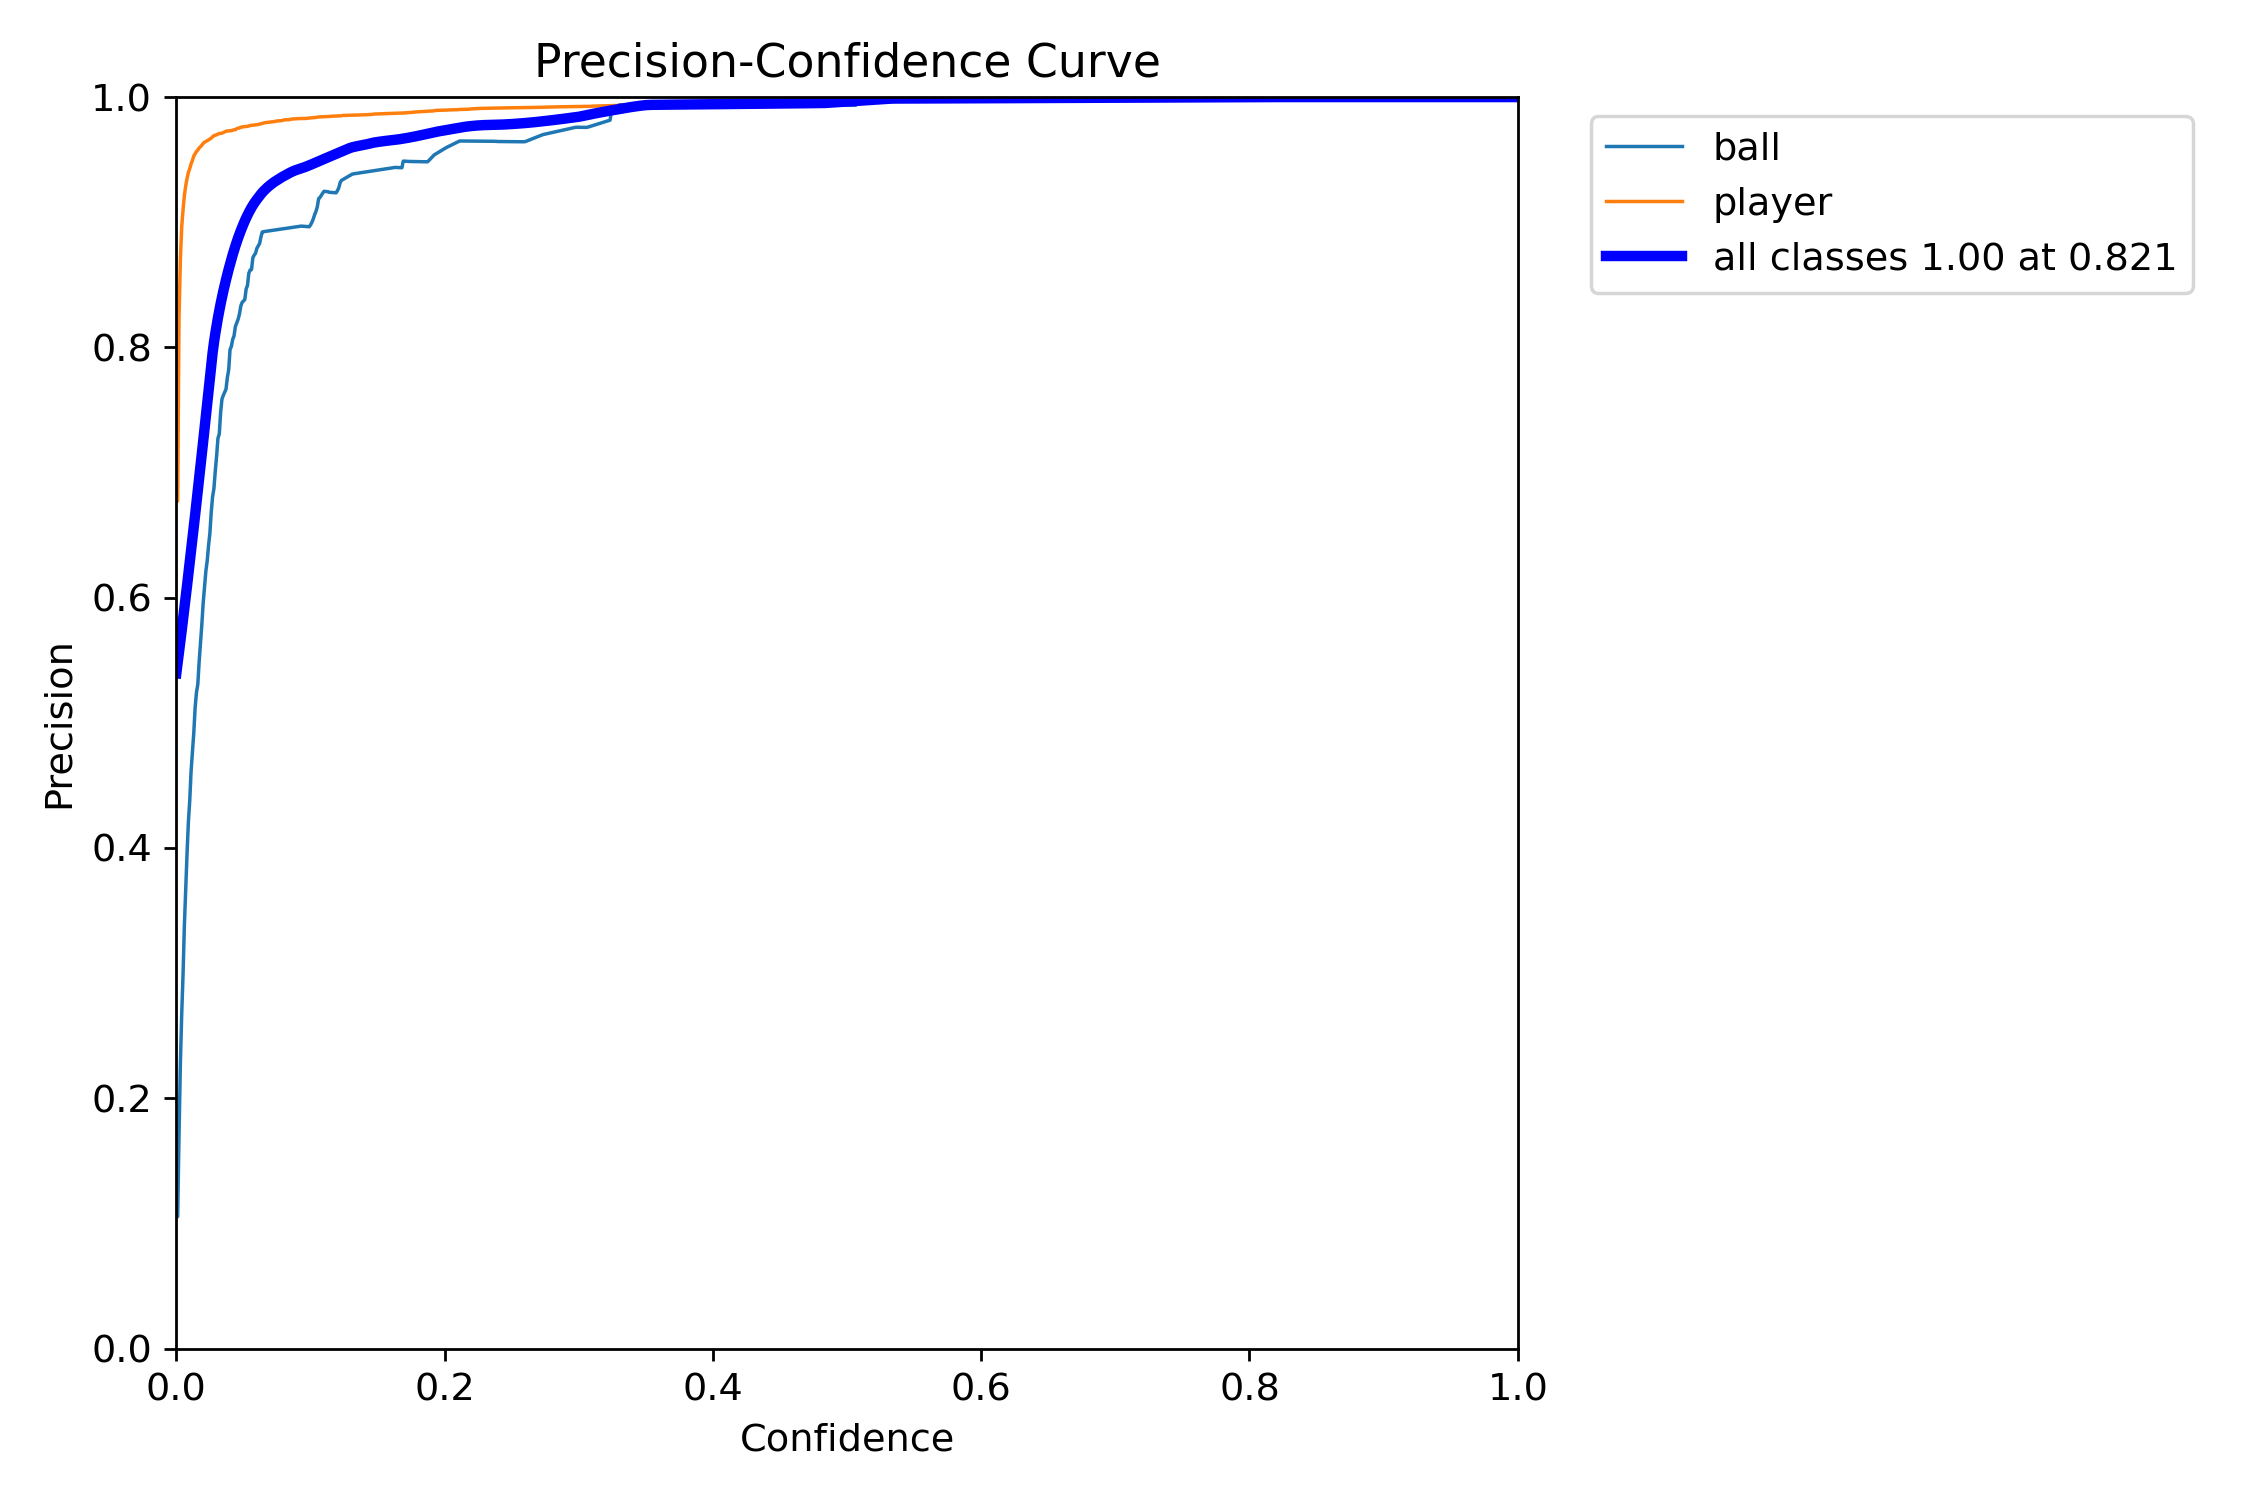 Precision-Confidence Curve
1.0
0.8
0.6
0.4
0.2
0.0
Precision
0.0 0.2 0.4 0.6 0.8 1.0
Confidence
ball
player
all classes 1.00 at 0.821